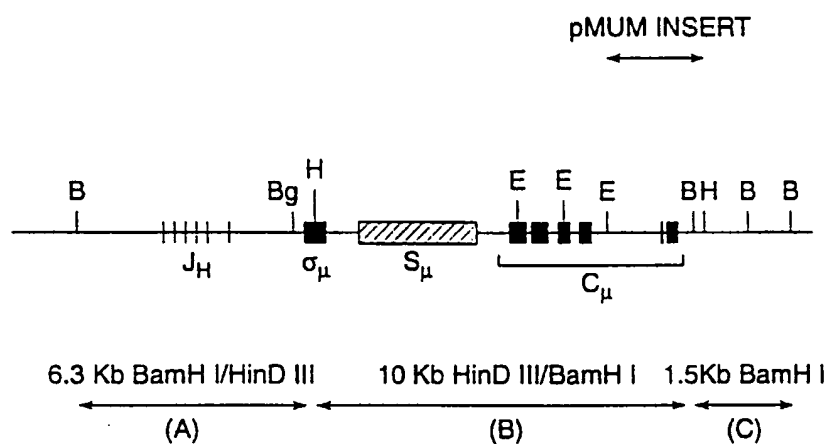 pMUM INSERT
B Bg H E E E B H B B
J_H σ_μ S_μ C_μ
6.3 Kb BamH I/HinD III 10 Kb HinD III/BamH I 1.5Kb BamH I
(A) (B) (C)